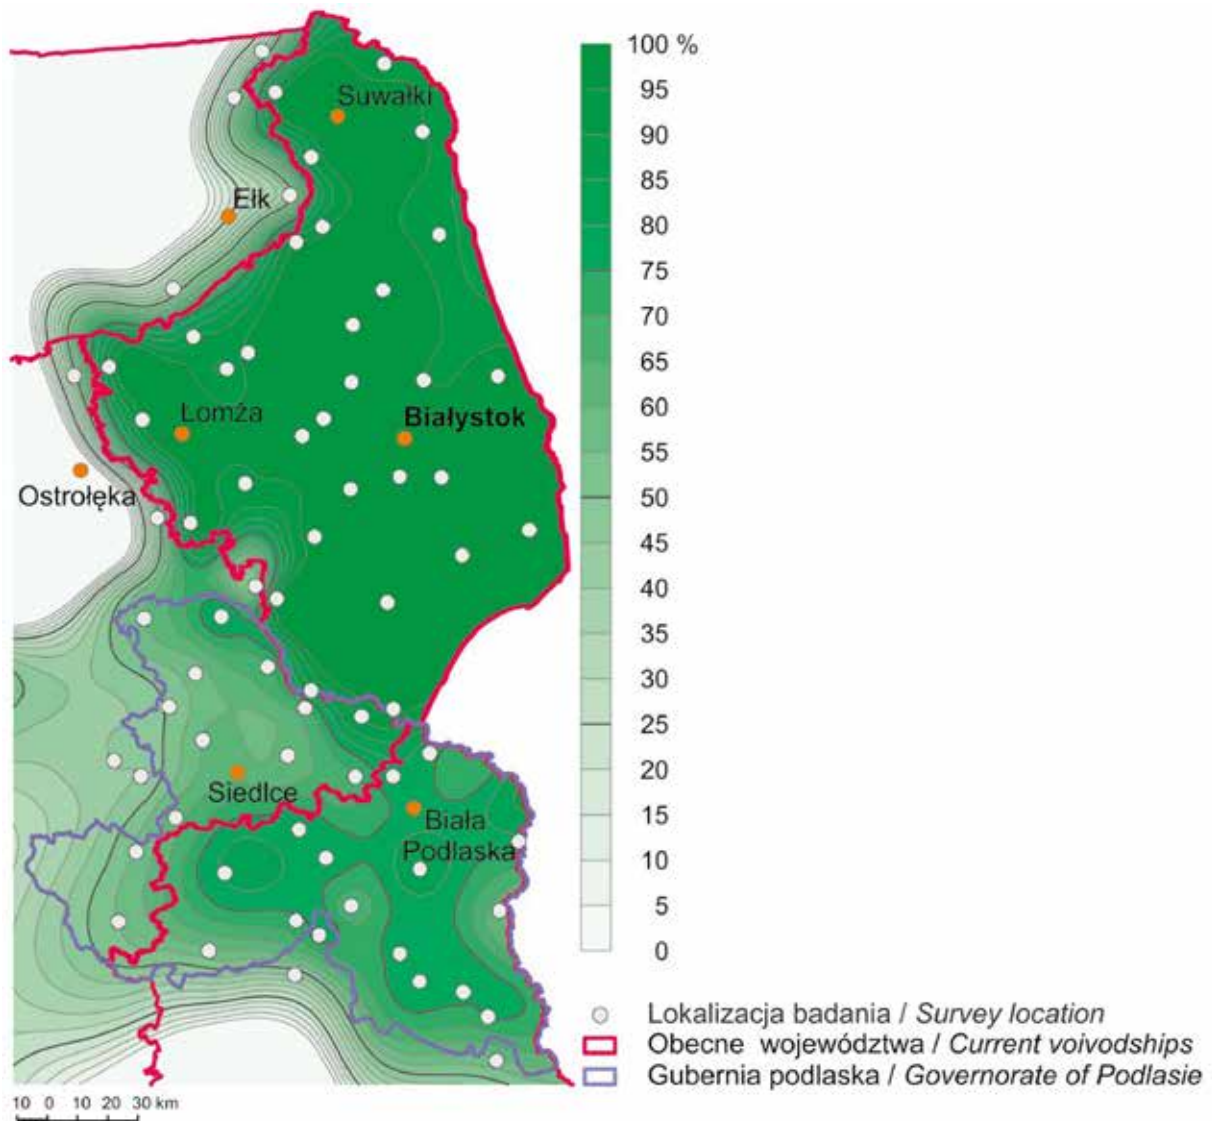 100 %
95
90
85
80
75
70
65
60
55
50
45
40
35
30
25
20
15
10
5
0
Suwałki
Ełk
Łomża
Białystok
Ostrołęka
Siedlce
Biała
Podlaska
Lokalizacja badania / Survey location
Obecne województwa / Current voivodships
Gubernia podlaska / Governorate of Podlasie
10 0 10 20 30 km